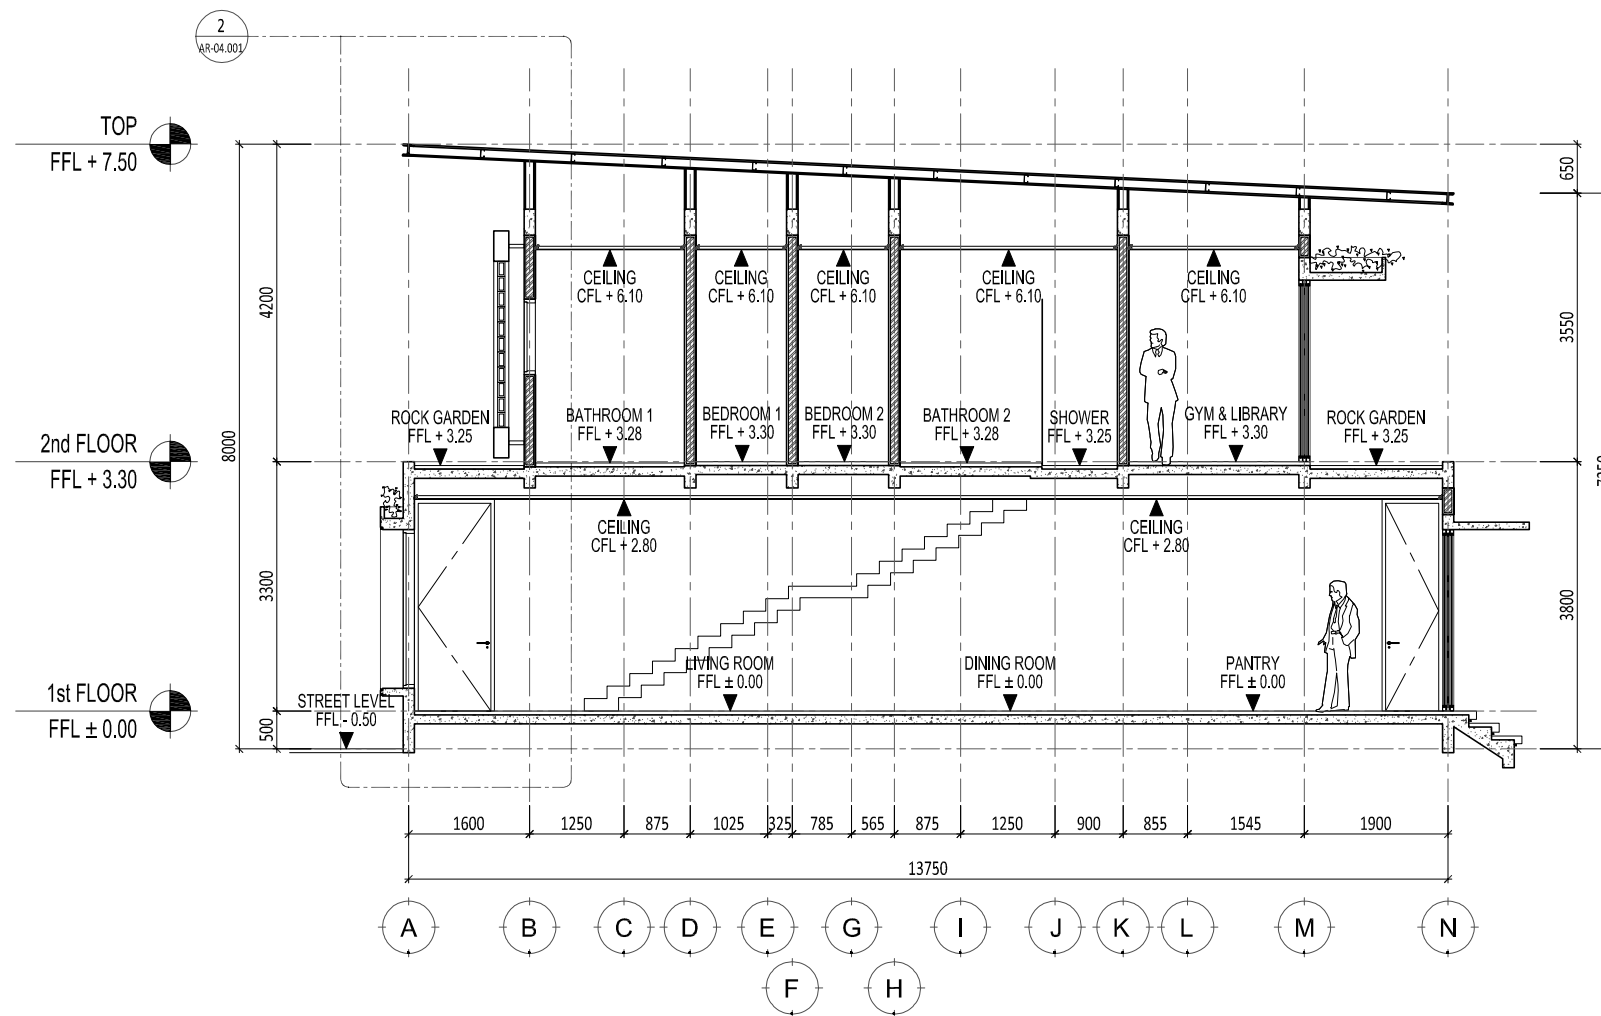 2
AR-04.001
TOP
FFL + 7.50
650
CEILING
CFL + 6.10
CEILING
CFL + 6.10
CEILING
CFL + 6.10
CEILING
CFL + 6.10
CEILING
CFL + 6.10
4200
3550
8000
2nd FLOOR
FFL + 3.30
ROCK GARDEN
FFL + 3.25
BATHROOM 1
FFL + 3.28
BEDROOM 1
FFL + 3.30
BEDROOM 2
FFL + 3.30
BATHROOM 2
FFL + 3.28
SHOWER
FFL + 3.25
GYM & LIBRARY
FFL + 3.30
ROCK GARDEN
FFL + 3.25
CEILING
CFL + 2.80
CEILING
CFL + 2.80
3300
3800
1st FLOOR
FFL ± 0.00
STREET LEVEL
FFL - 0.50
LIVING ROOM
FFL ± 0.00
DINING ROOM
FFL ± 0.00
PANTRY
FFL ± 0.00
500
1600 1250 875 1025 325 785 565 875 1250 900 855 1545 1900
13750
A B C D E G I J K L M N
F H